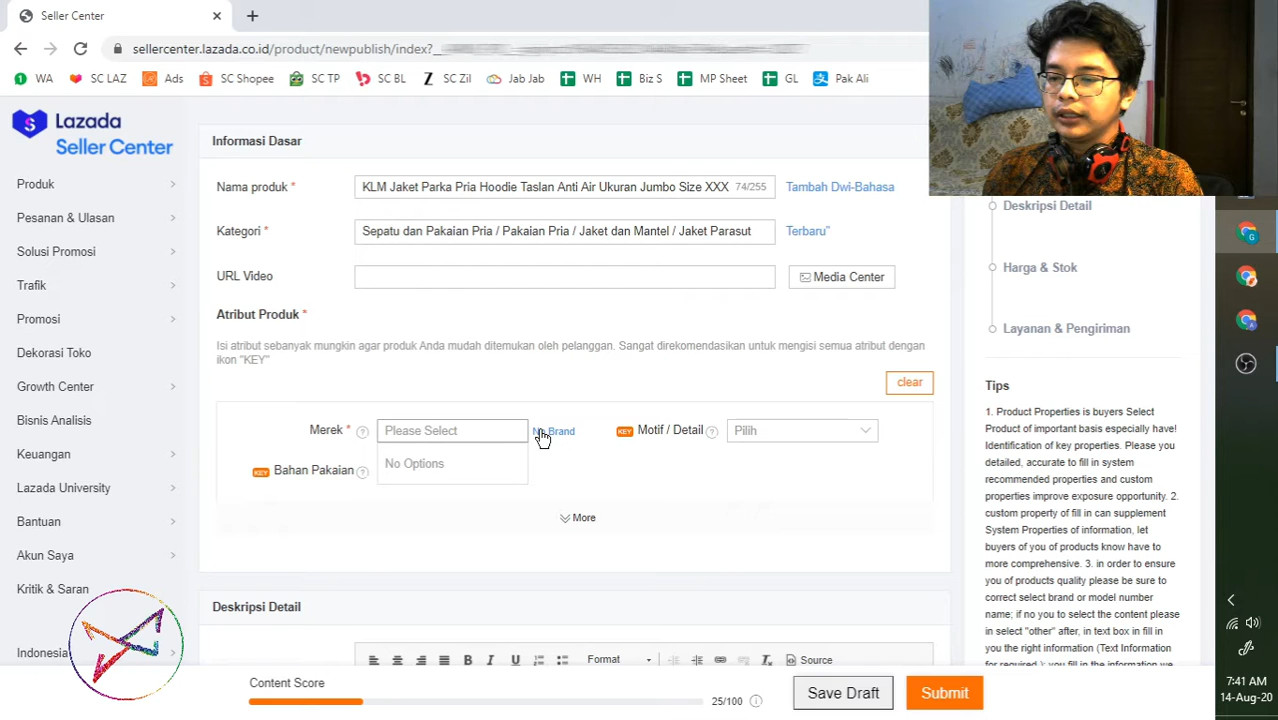 Seller Center
sellercenter.lazada.co.id/product/newpublish/index?_
WA
SC LAZ
Ads
SC Shopee
SC TP
SC BL
SC Zil
Jab Jab
WH
Biz S
MP Sheet
GL
Pak Ali
Lazada
Seller Center
Produk
Pesanan & Ulasan
Solusi Promosi
Trafik
Promosi
Dekorasi Toko
Growth Center
Bisnis Analisis
Keuangan
Lazada University
Bantuan
Akun Saya
Kritik & Saran
Indonesia
Informasi Dasar
Nama produk *
KLM Jaket Parka Pria Hoodie Taslan Anti Air Ukuran Jumbo Size XXX
74/255
Tambah Dwi-Bahasa
Kategori *
Sepatu dan Pakaian Pria / Pakaian Pria / Jaket dan Mantel / Jaket Parasut
Terbaru"
URL Video
Media Center
Atribut Produk *
Isi atribut sebanyak mungkin agar produk Anda mudah ditemukan oleh pelanggan. Sangat direkomendasikan untuk mengisi semua atribut dengan
ikon "KEY"
clear
Merek *
Please Select
Brand
KEY Motif / Detail
Pilih
KEY Bahan Pakaian
No Options
More
Deskripsi Detail
B I U
Format
Source
Content Score
25/100
Save Draft
Submit
Deskripsi Detail
Harga & Stok
Layanan & Pengiriman
Tips
1. Product Properties is buyers Select
Product of important basis especially have!
Identification of key properties. Please you
detailed, accurate to fill in system
recommended properties and custom
properties improve exposure opportunity. 2.
custom property of fill in can supplement
System Properties of information, let
buyers of you of products know have to
more comprehensive. 3. in order to ensure
you of products quality please be sure to
correct select brand or model number
name; if no you to select the content please
in select "other" after, in text box in fill in
you the right information (Text Information
for required ); you fill in the information we
7:41 AM
14-Aug-20